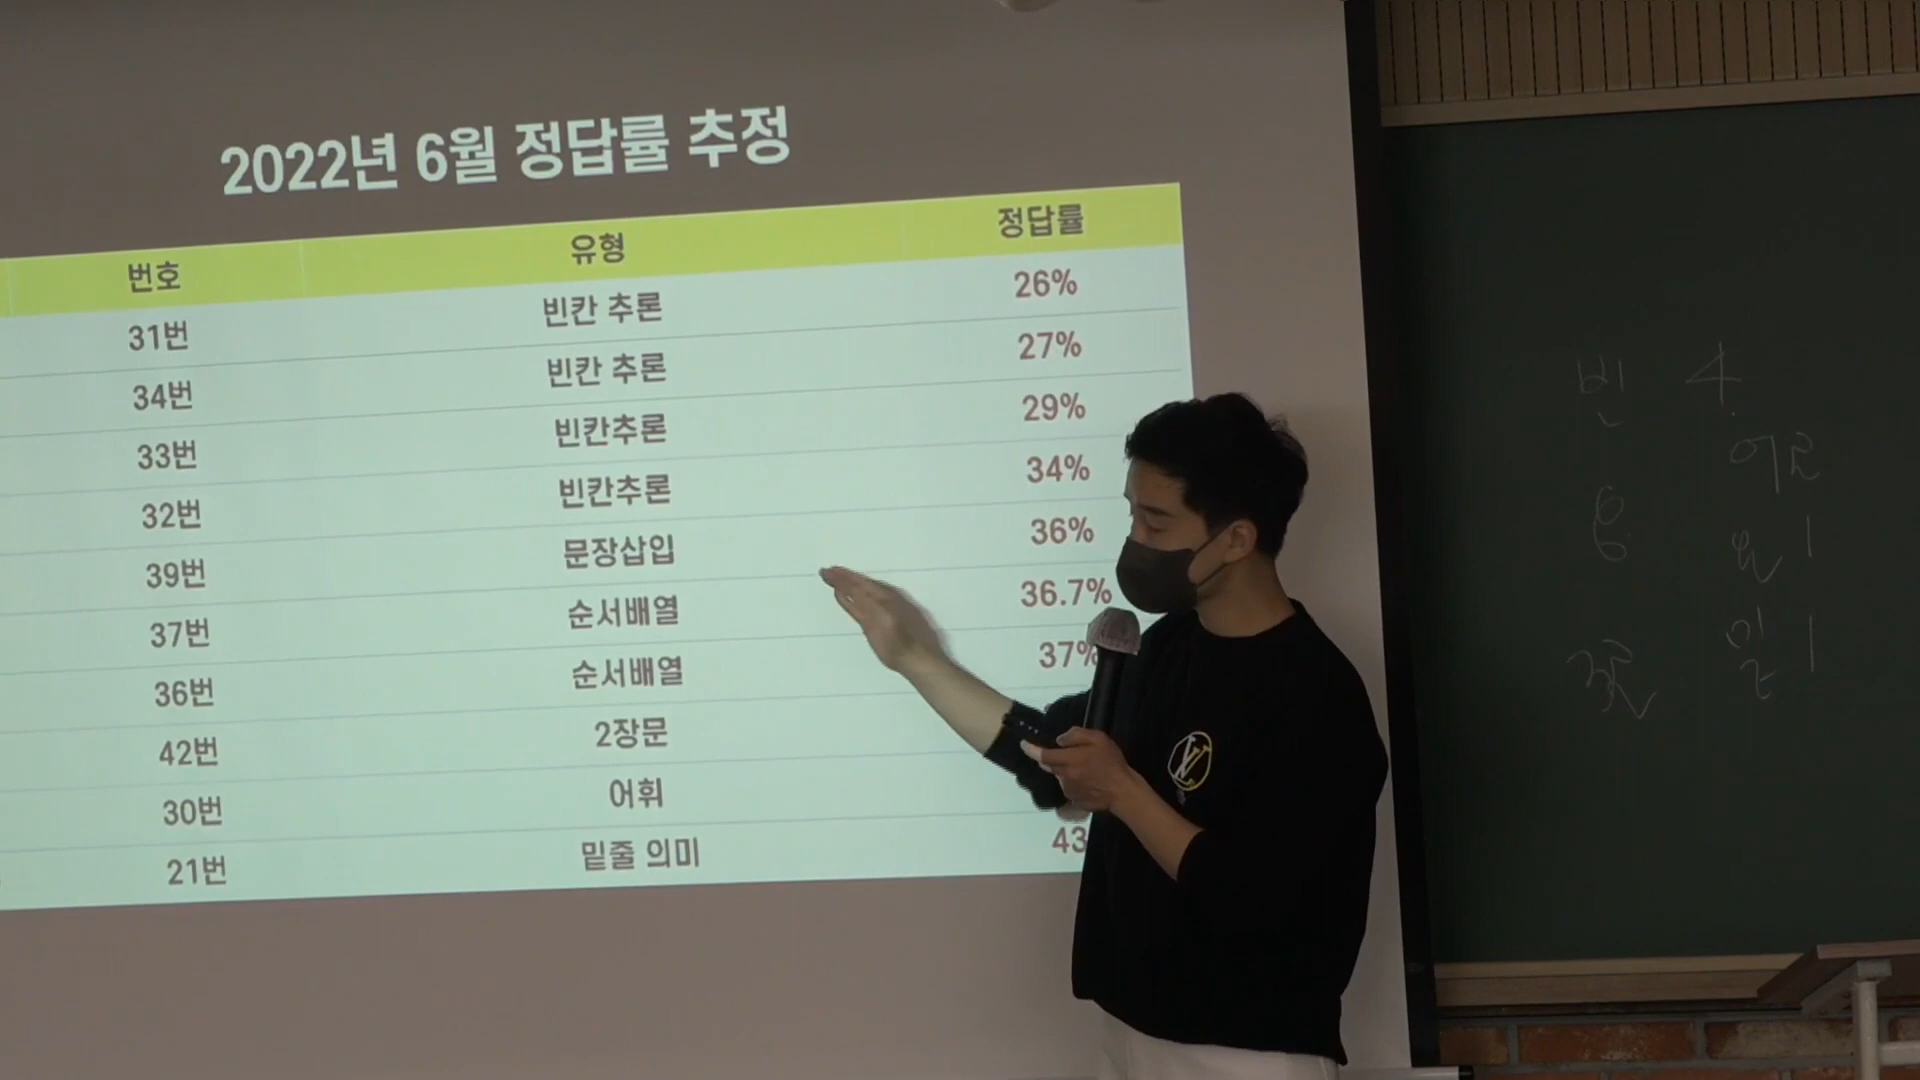 2022년 6월 정답률 추정
번호 유형 정답률
31번 빈칸 추론 26%
34번 빈칸 추론 27%
33번 빈칸추론 29%
32번 빈칸추론 34%
39번 문장삽입 36%
37번 순서배열 36.7%
36번 순서배열 37%
42번 2장문
30번 어휘
21번 밑줄 의미 43
빈 4